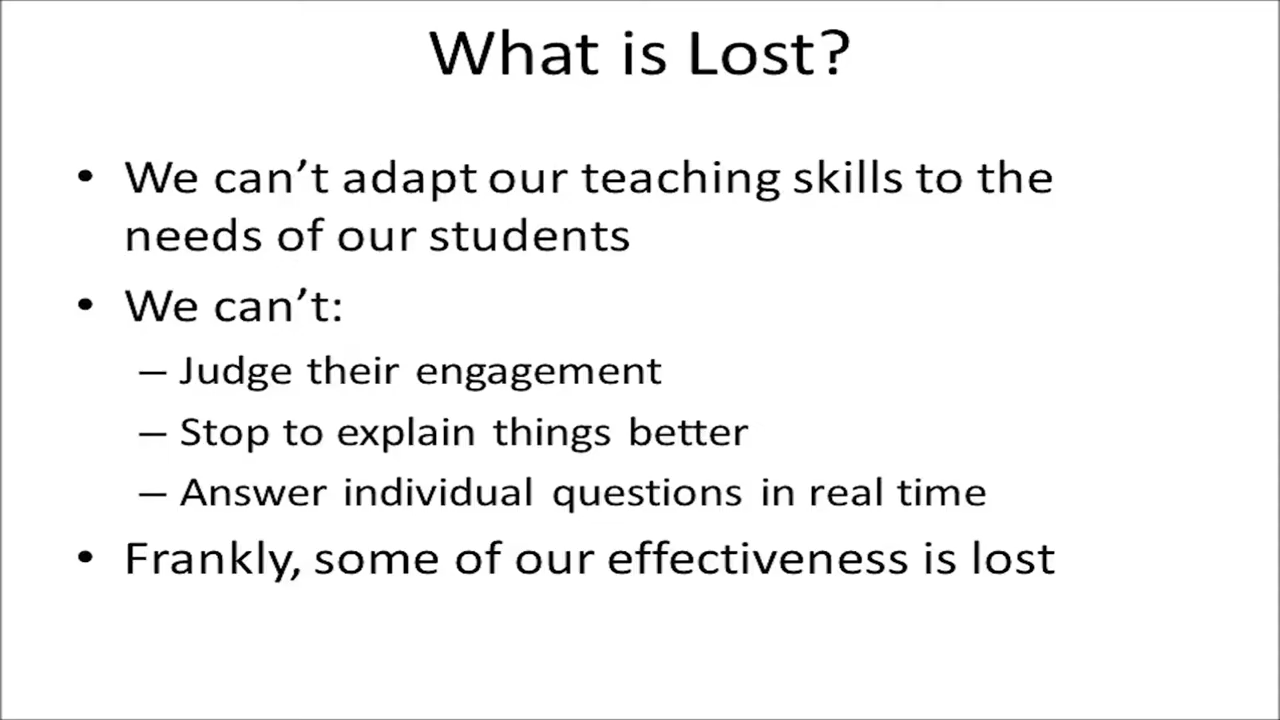 What is Lost?
• We can’t adapt our teaching skills to the
needs of our students
• We can’t:
– Judge their engagement
– Stop to explain things better
– Answer individual questions in real time
• Frankly, some of our effectiveness is lost